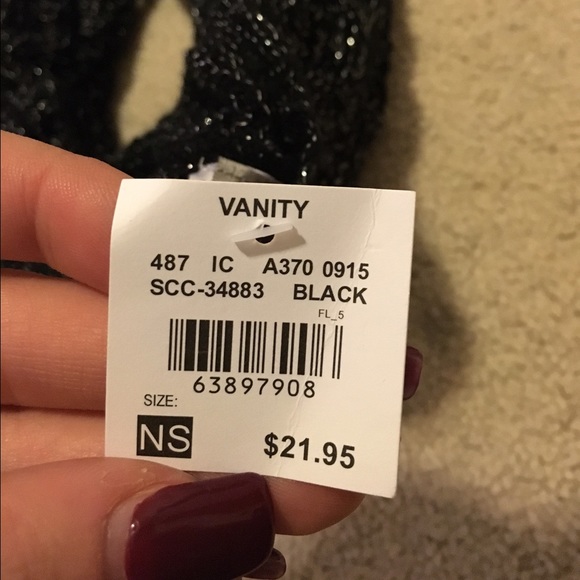 VANITY
487 IC A370 0915
SCC-34883 BLACK
FL_5
63897908
SIZE:
NS
$21.95